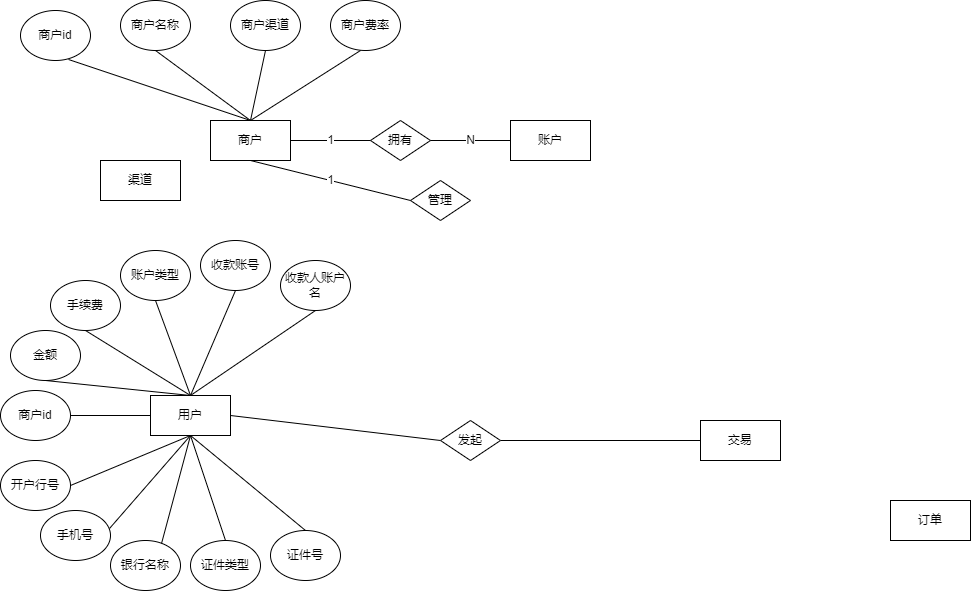 商户id
商户名称
商户渠道
商户费率
商户
1
拥有
N
账户
渠道
1
管理
收款账号
账户类型
收款人账户
名
手续费
金额
商户id
用户
发起
交易
开户行号
手机号
银行名称
证件类型
证件号
订单